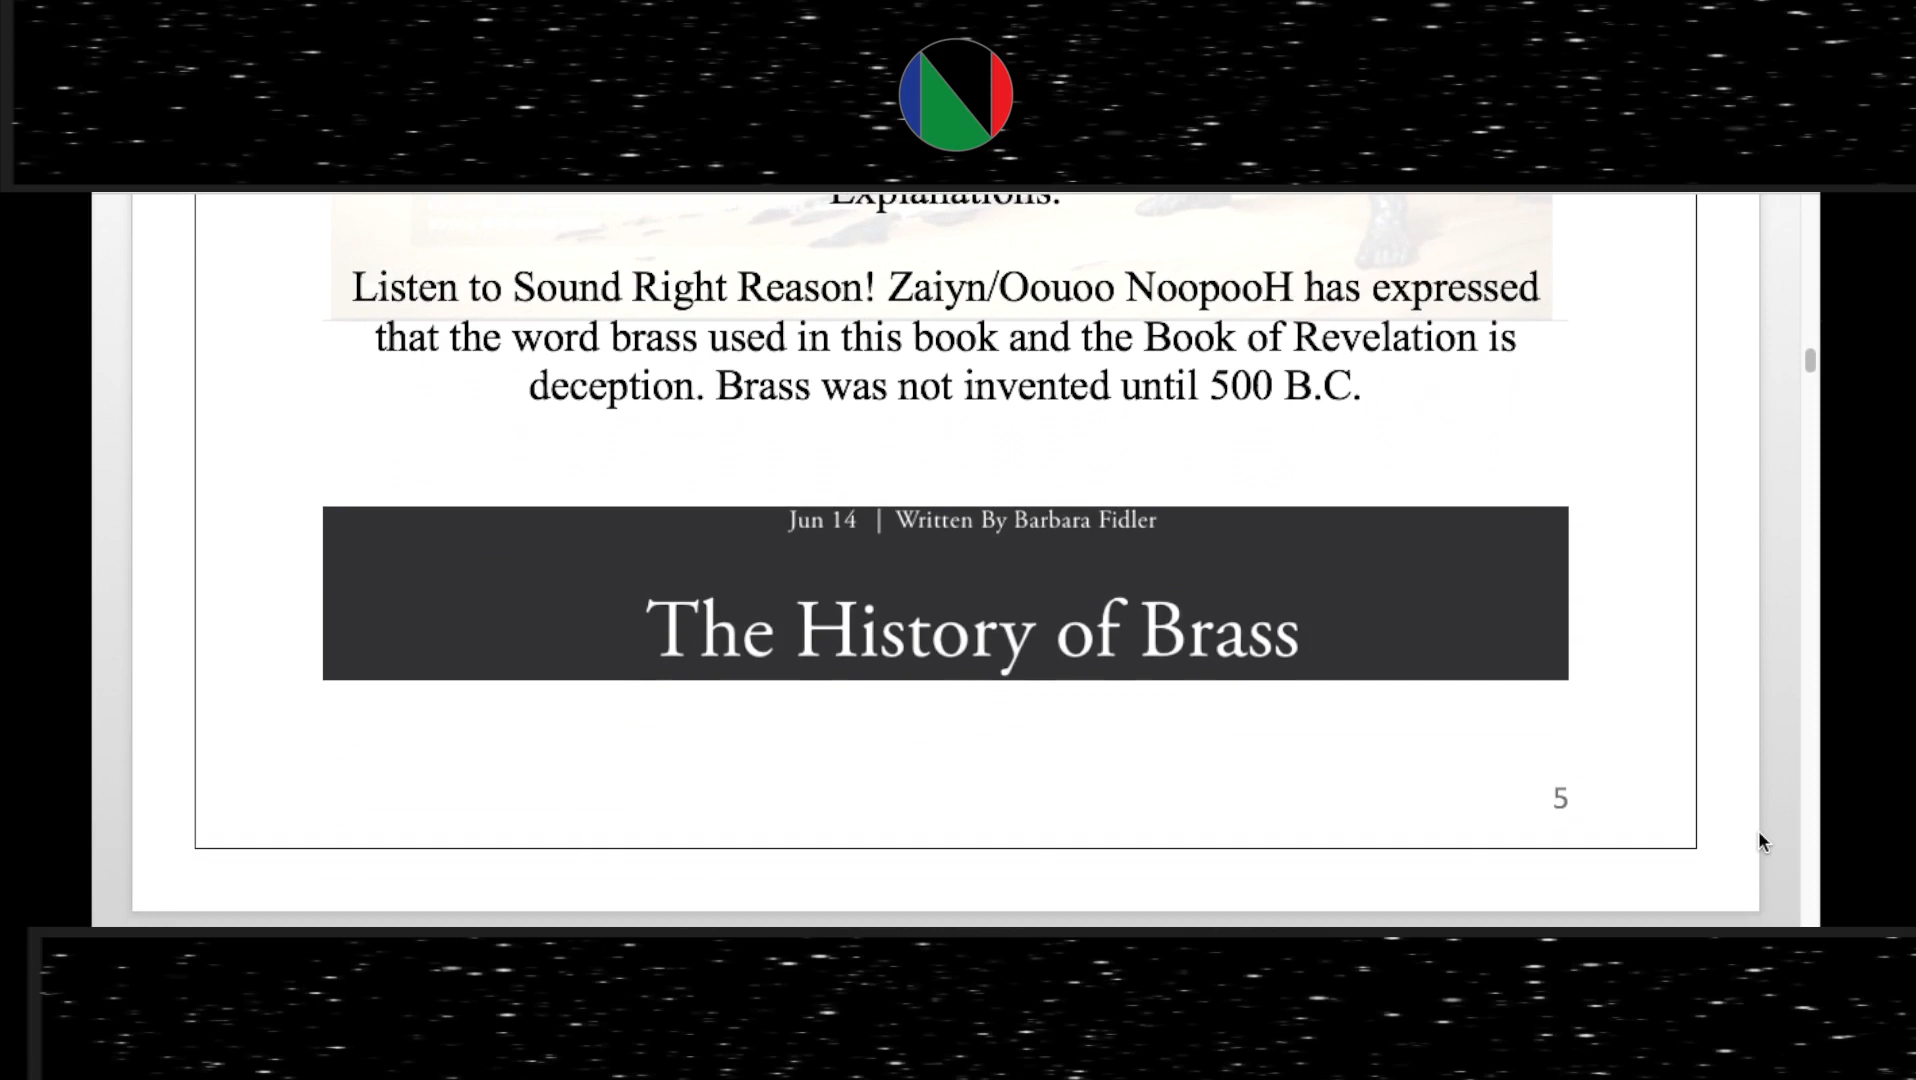 Explanations.
Listen to Sound Right Reason! Zaiyn/Oouoo NoopooH has expressed
that the word brass used in this book and the Book of Revelation is
deception. Brass was not invented until 500 B.C.
Jun 14 | Written By Barbara Fidler
The History of Brass
5